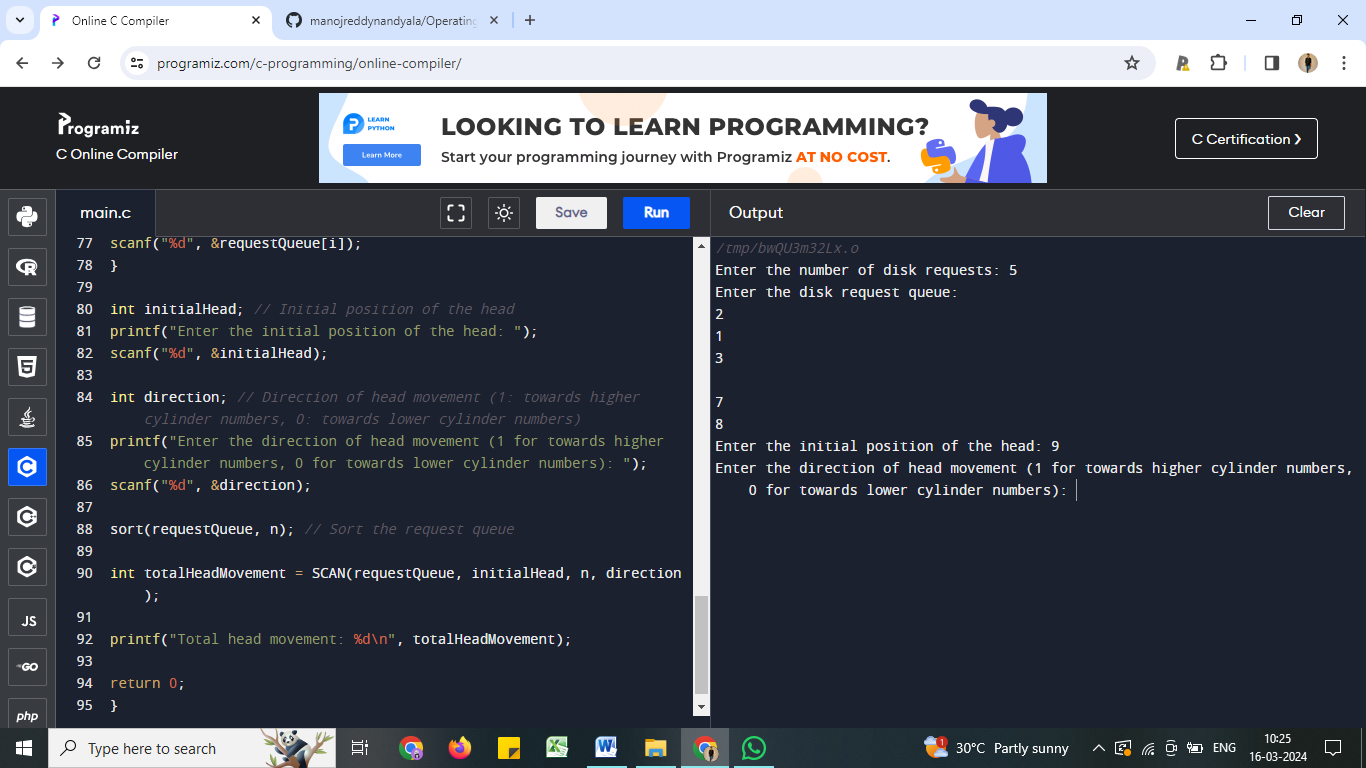 Online C Compiler
manojreddynandyala/Operating
programiz.com/c-programming/online-compiler/
Programiz
C Online Compiler
LEARN
PYTHON
Learn More
LOOKING TO LEARN PROGRAMMING?
Start your programming journey with Programiz AT NO COST.
C Certification
main.c
Save
Run
Output
Clear
77 scanf("%d", &requestQueue[i]);
78 }
79
80 int initialHead; // Initial position of the head
81 printf("Enter the initial position of the head: ");
82 scanf("%d", &initialHead);
83
84 int direction; // Direction of head movement (1: towards higher
cylinder numbers, 0: towards lower cylinder numbers)
85 printf("Enter the direction of head movement (1 for towards higher
cylinder numbers, 0 for towards lower cylinder numbers): ");
86 scanf("%d", &direction);
87
88 sort(requestQueue, n); // Sort the request queue
89
90 int totalHeadMovement = SCAN(requestQueue, initialHead, n, direction
);
91
92 printf("Total head movement: %d\n", totalHeadMovement);
93
94 return 0;
95 }
/tmp/bwQU3m32Lx.o
Enter the number of disk requests: 5
Enter the disk request queue:
2
1
3
7
8
Enter the initial position of the head: 9
Enter the direction of head movement (1 for towards higher cylinder numbers,
0 for towards lower cylinder numbers):
JS
GO
php
Type here to search
1
30°C Partly sunny
ENG
10:25
16-03-2024